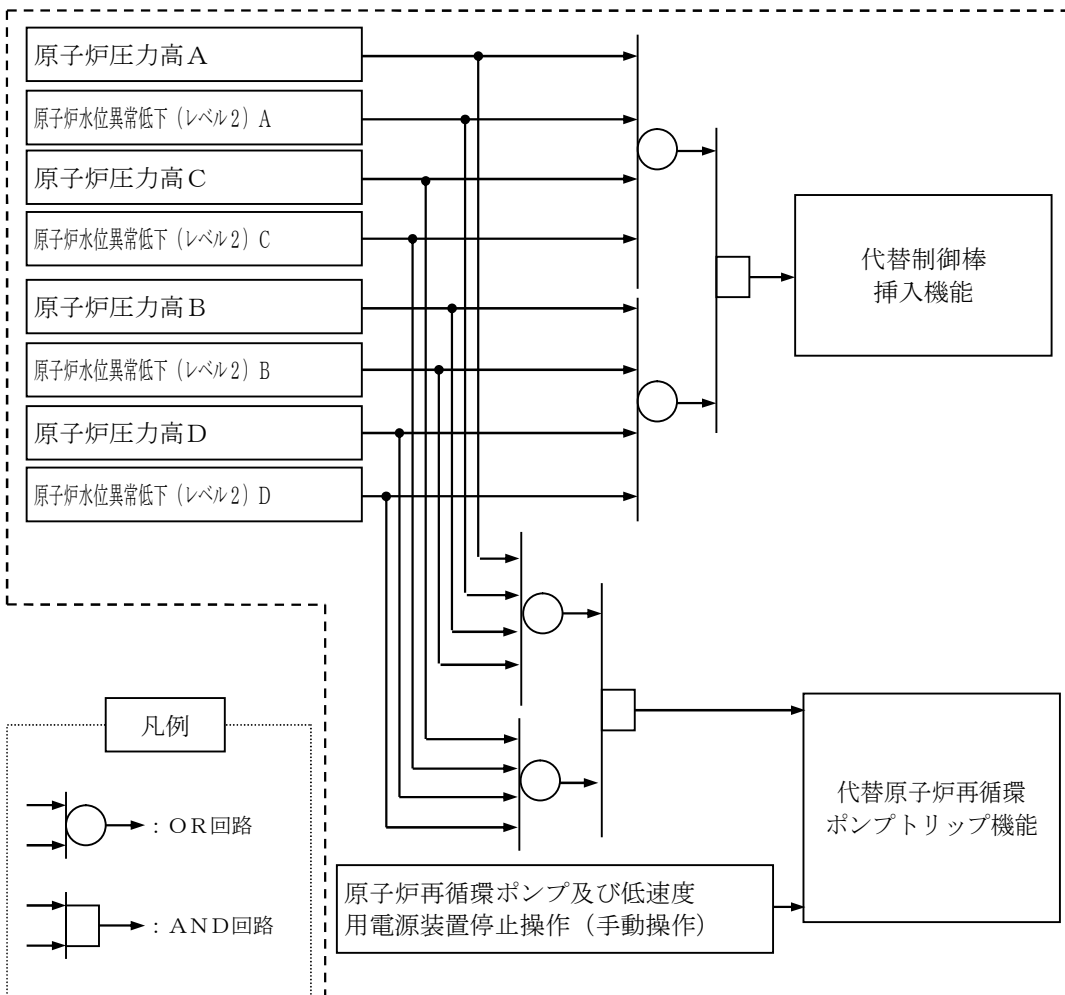 原子炉圧力高A
原子炉水位異常低下(レベル2)A
原子炉圧力高C
原子炉水位異常低下(レベル2)C
原子炉圧力高B
原子炉水位異常低下(レベル2)B
原子炉圧力高D
原子炉水位異常低下(レベル2)D
代替制御棒
挿入機能
代替原子炉再循環
ポンプトリップ機能
原子炉再循環ポンプ及び低速度
用電源装置停止操作(手動操作)
凡例
:OR回路
:AND回路